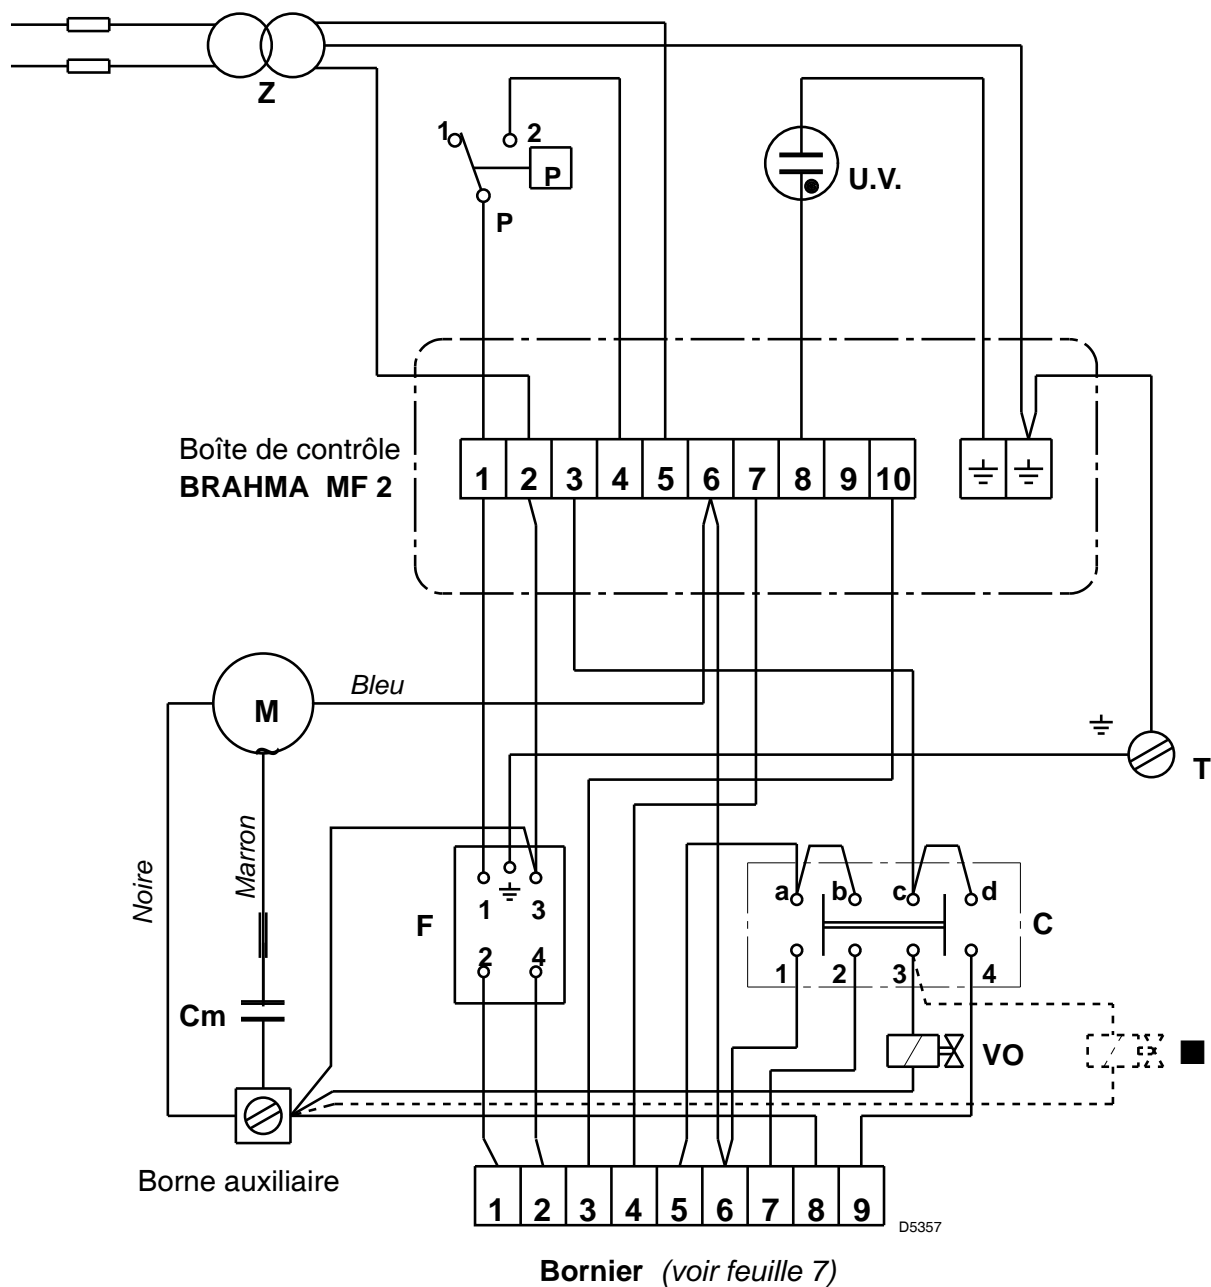 Z
1
2
P
P
U.V.
Boîte de contrôle
BRAHMA MF 2
1 2 3 4 5 6 7 8 9 10
Bleu
M
T
Noire
Marron
F
1 3
2 4
a b c d
C
1 2 3 4
Cm
VO
Borne auxiliaire
1 2 3 4 5 6 7 8 9
D5357
Bornier (voir feuille 7)